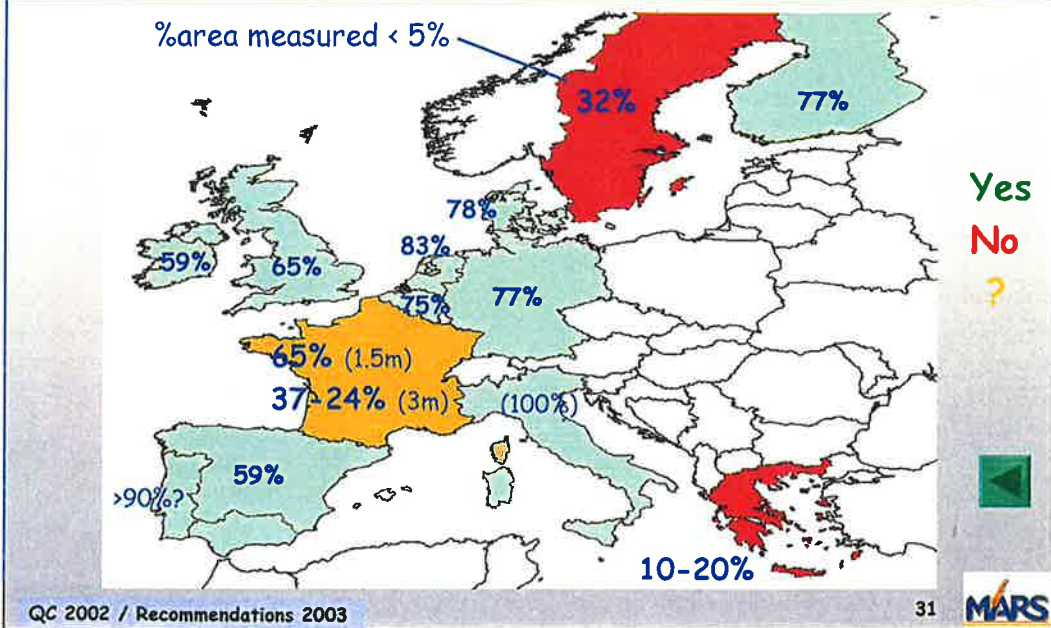 %area measured < 5%
32%
77%
Yes
78%
No
83%
59%
65%
?
75%
77%
65% (1.5m)
37-24% (3m)
(100%)
59%
>90%?
10-20%
QC 2002 / Recommendations 2003
31
MARS